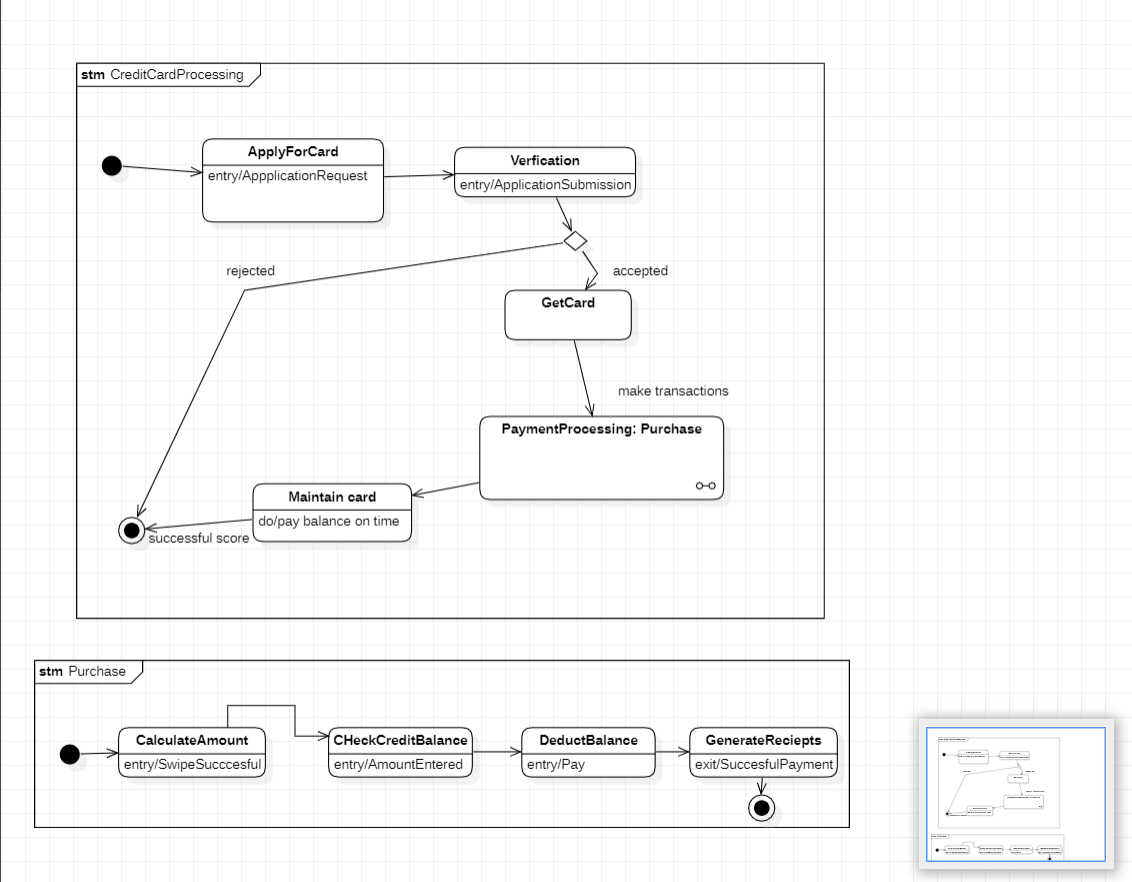 stm CreditCardProcessing
ApplyForCard
entry/AppplicationRequest
Verfication
entry/ApplicationSubmission
rejected
accepted
GetCard
make transactions
PaymentProcessing: Purchase
Maintain card
do/pay balance on time
successful score
stm Purchase
CalculateAmount
entry/SwipeSucccesful
CHeckCreditBalance
entry/AmountEntered
DeductBalance
entry/Pay
GenerateReciepts
exit/SuccesfulPayment